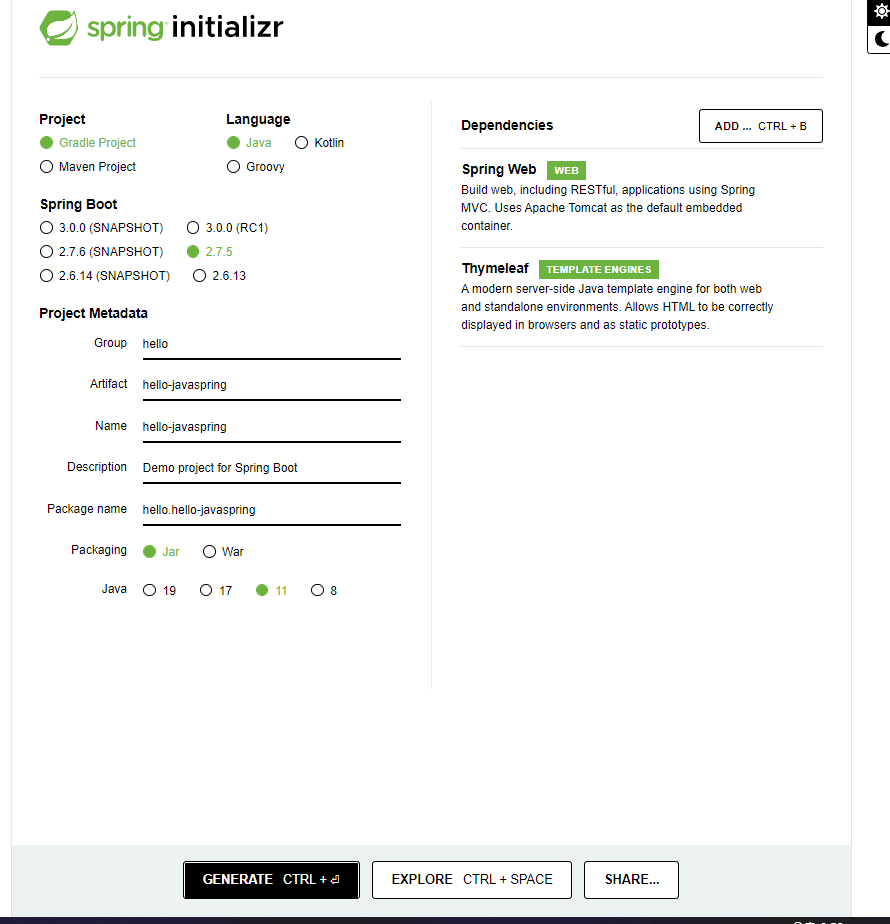 spring initializr
Project
Language
Gradle Project
Java
Kotlin
Maven Project
Groovy
Spring Boot
3.0.0 (SNAPSHOT)
3.0.0 (RC1)
2.7.6 (SNAPSHOT)
2.7.5
2.6.14 (SNAPSHOT)
2.6.13
Project Metadata
Group hello
Artifact hello-javaspring
Name hello-javaspring
Description Demo project for Spring Boot
Package name hello.hello-javaspring
Packaging Jar War
Java 19 17 11 8
Dependencies
ADD ... CTRL + B
Spring Web WEB
Build web, including RESTful, applications using Spring
MVC. Uses Apache Tomcat as the default embedded
container.
Thymeleaf TEMPLATE ENGINES
A modern server-side Java template engine for both web
and standalone environments. Allows HTML to be correctly
displayed in browsers and as static prototypes.
GENERATE CTRL + ⏎
EXPLORE CTRL + SPACE
SHARE...